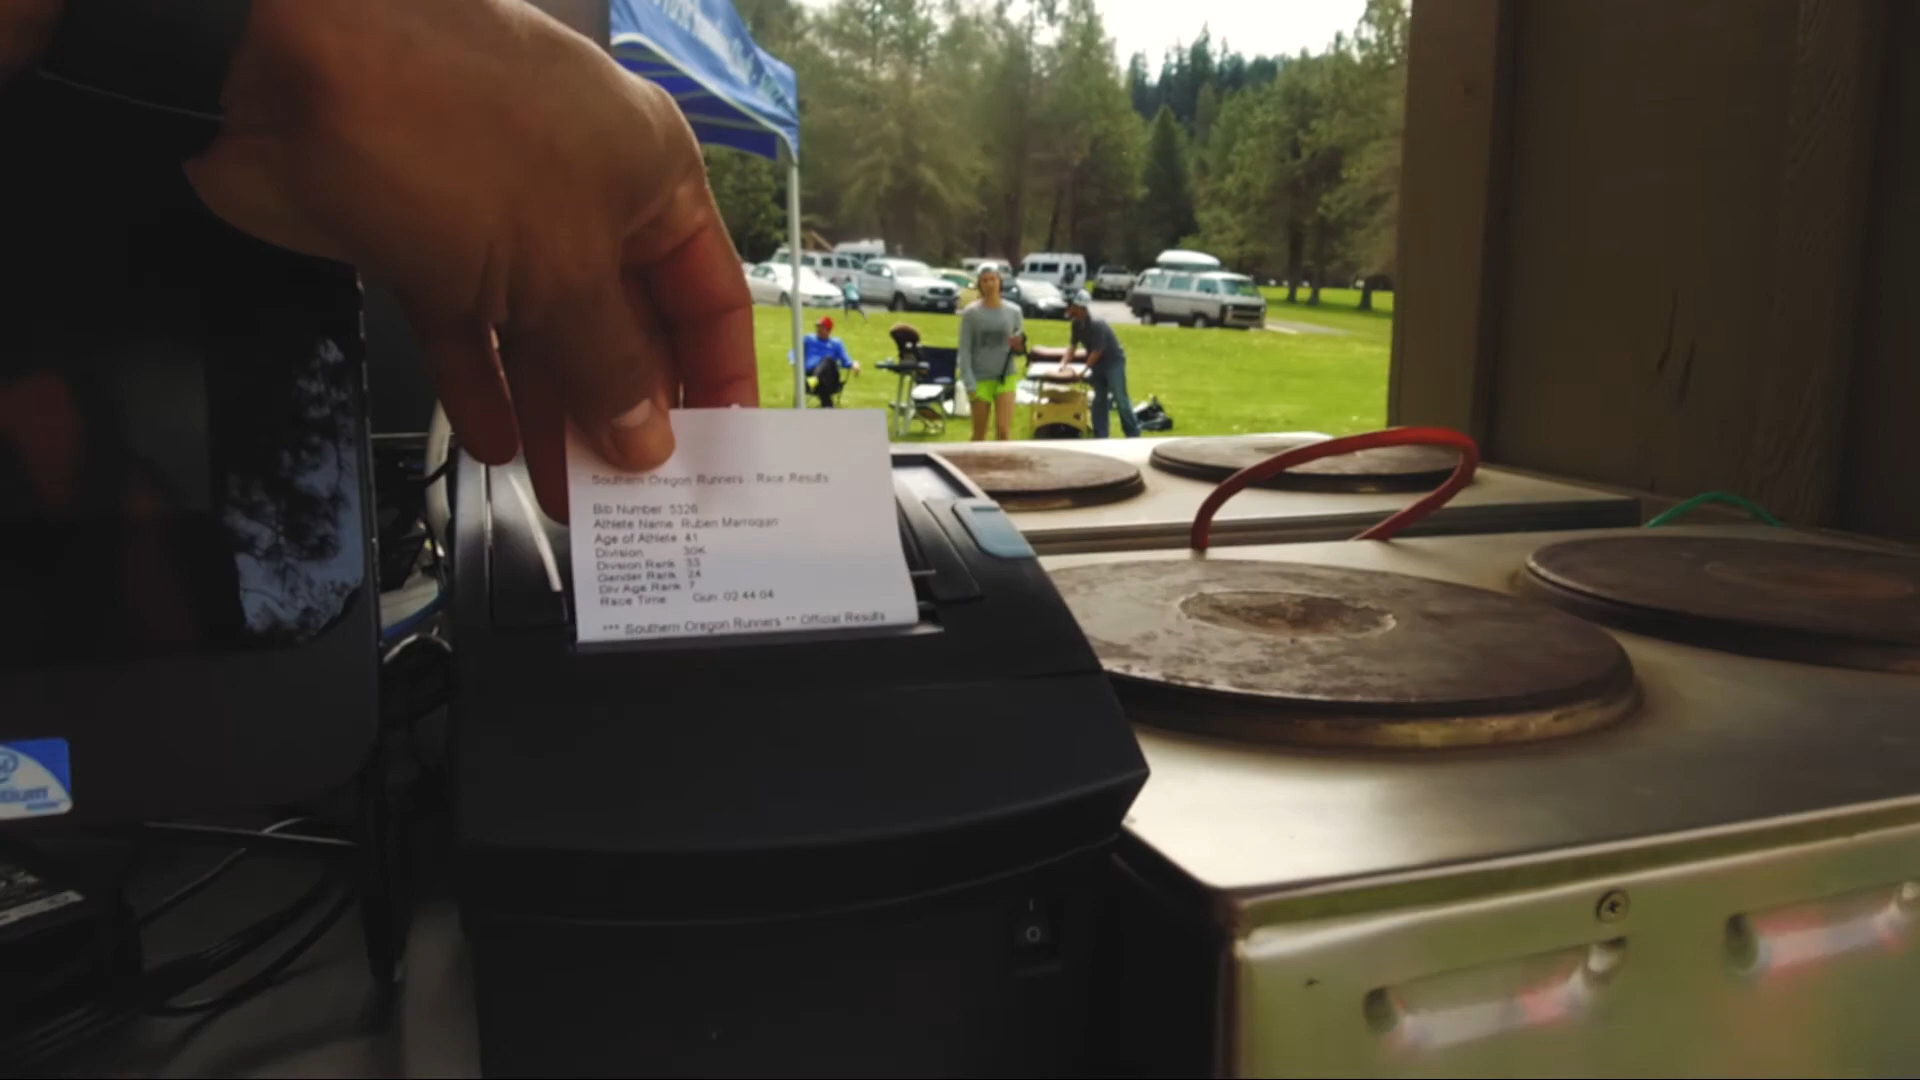 Southern Oregon Runners - Race Results
Bib Number 5326
Athlete Name Ruben Marroquin
Age of Athlete 41
Division 30K
Division Rank 33
Gender Rank 24
Div Age Rank 7
Race Time Gun 02 44 04
*** Southern Oregon Runners ** Official Results